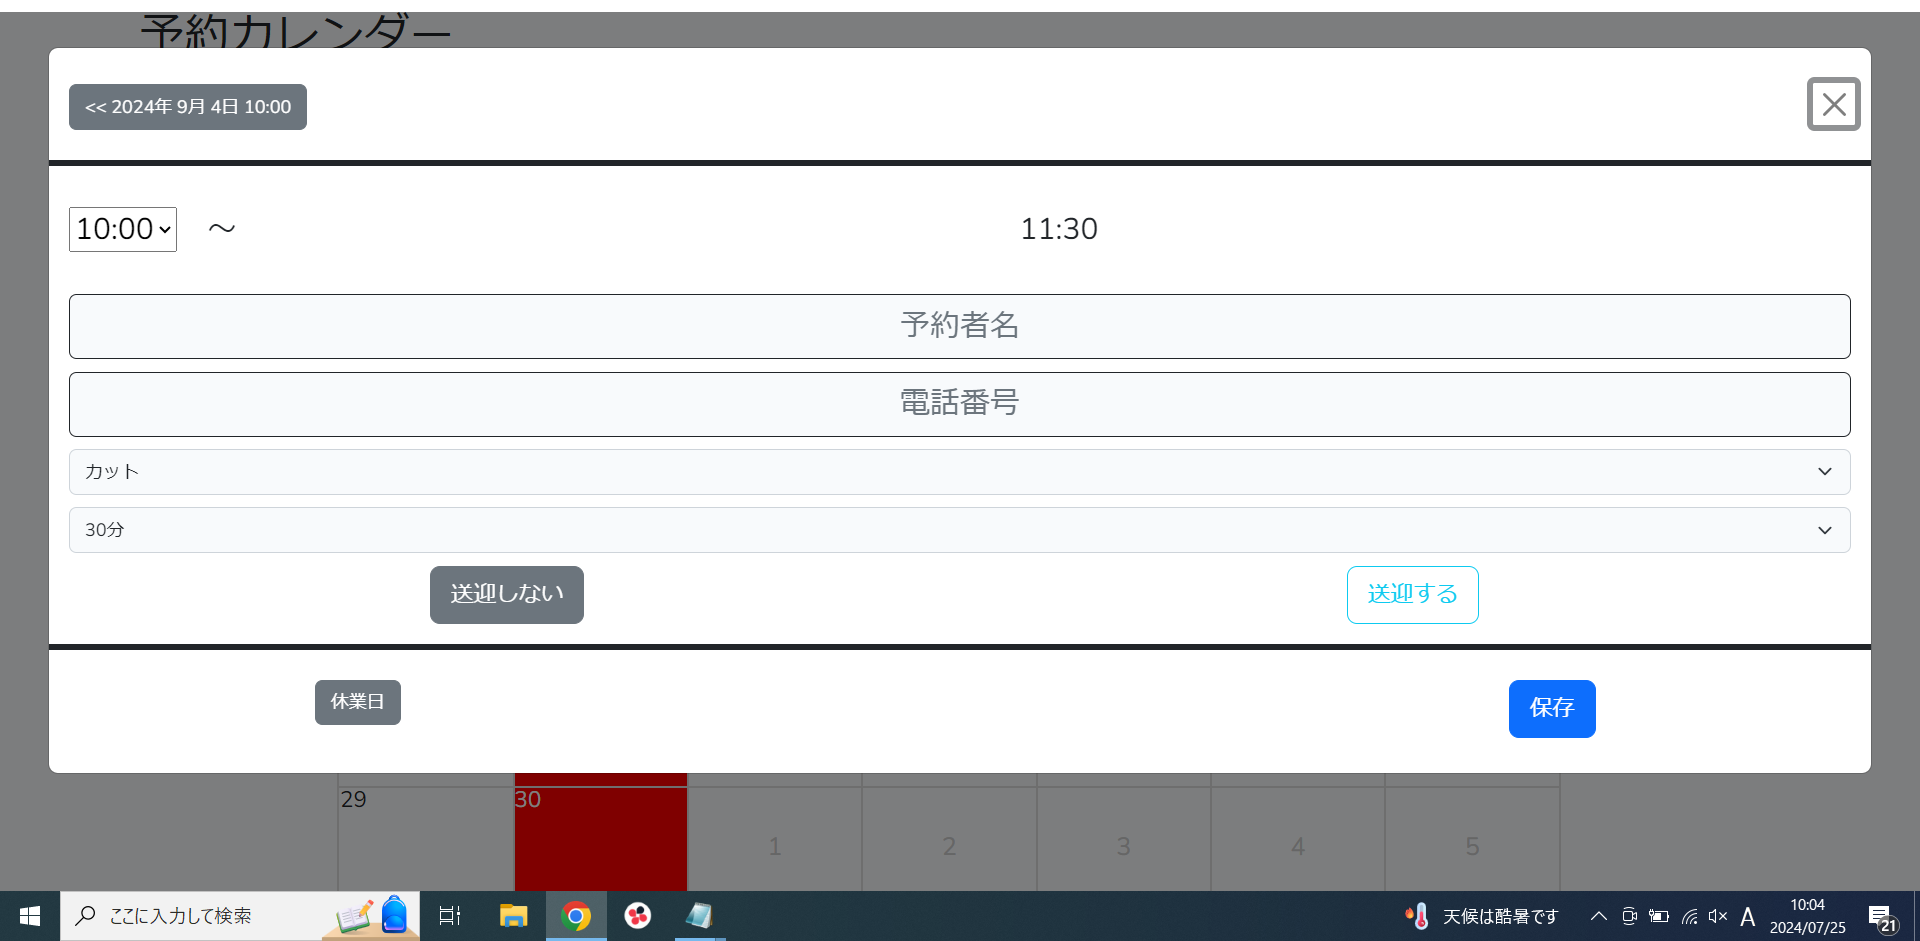 予約カレンダー
<< 2024年 9月 4日 10:00
10:00 ～ 11:30
予約者名
電話番号
カット
30分
送迎しない 送迎する
休業日 保存
29 30 1 2 3 4 5
ここに入力して検索 天候は酷暑です A 10:04
2024/07/25 21